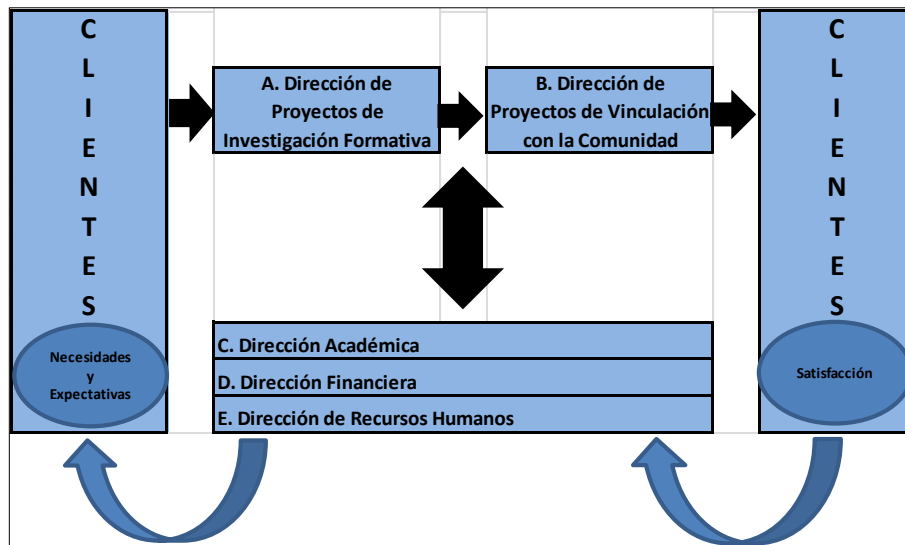 C
L
I
E
N
T
E
S
Necesidades
y
Expectativas
A. Dirección de
Proyectos de
Investigación Formativa
B. Dirección de
Proyectos de Vinculación
con la Comunidad
C. Dirección Académica
D. Dirección Financiera
E. Dirección de Recursos Humanos
C
L
I
E
N
T
E
S
Satisfacción